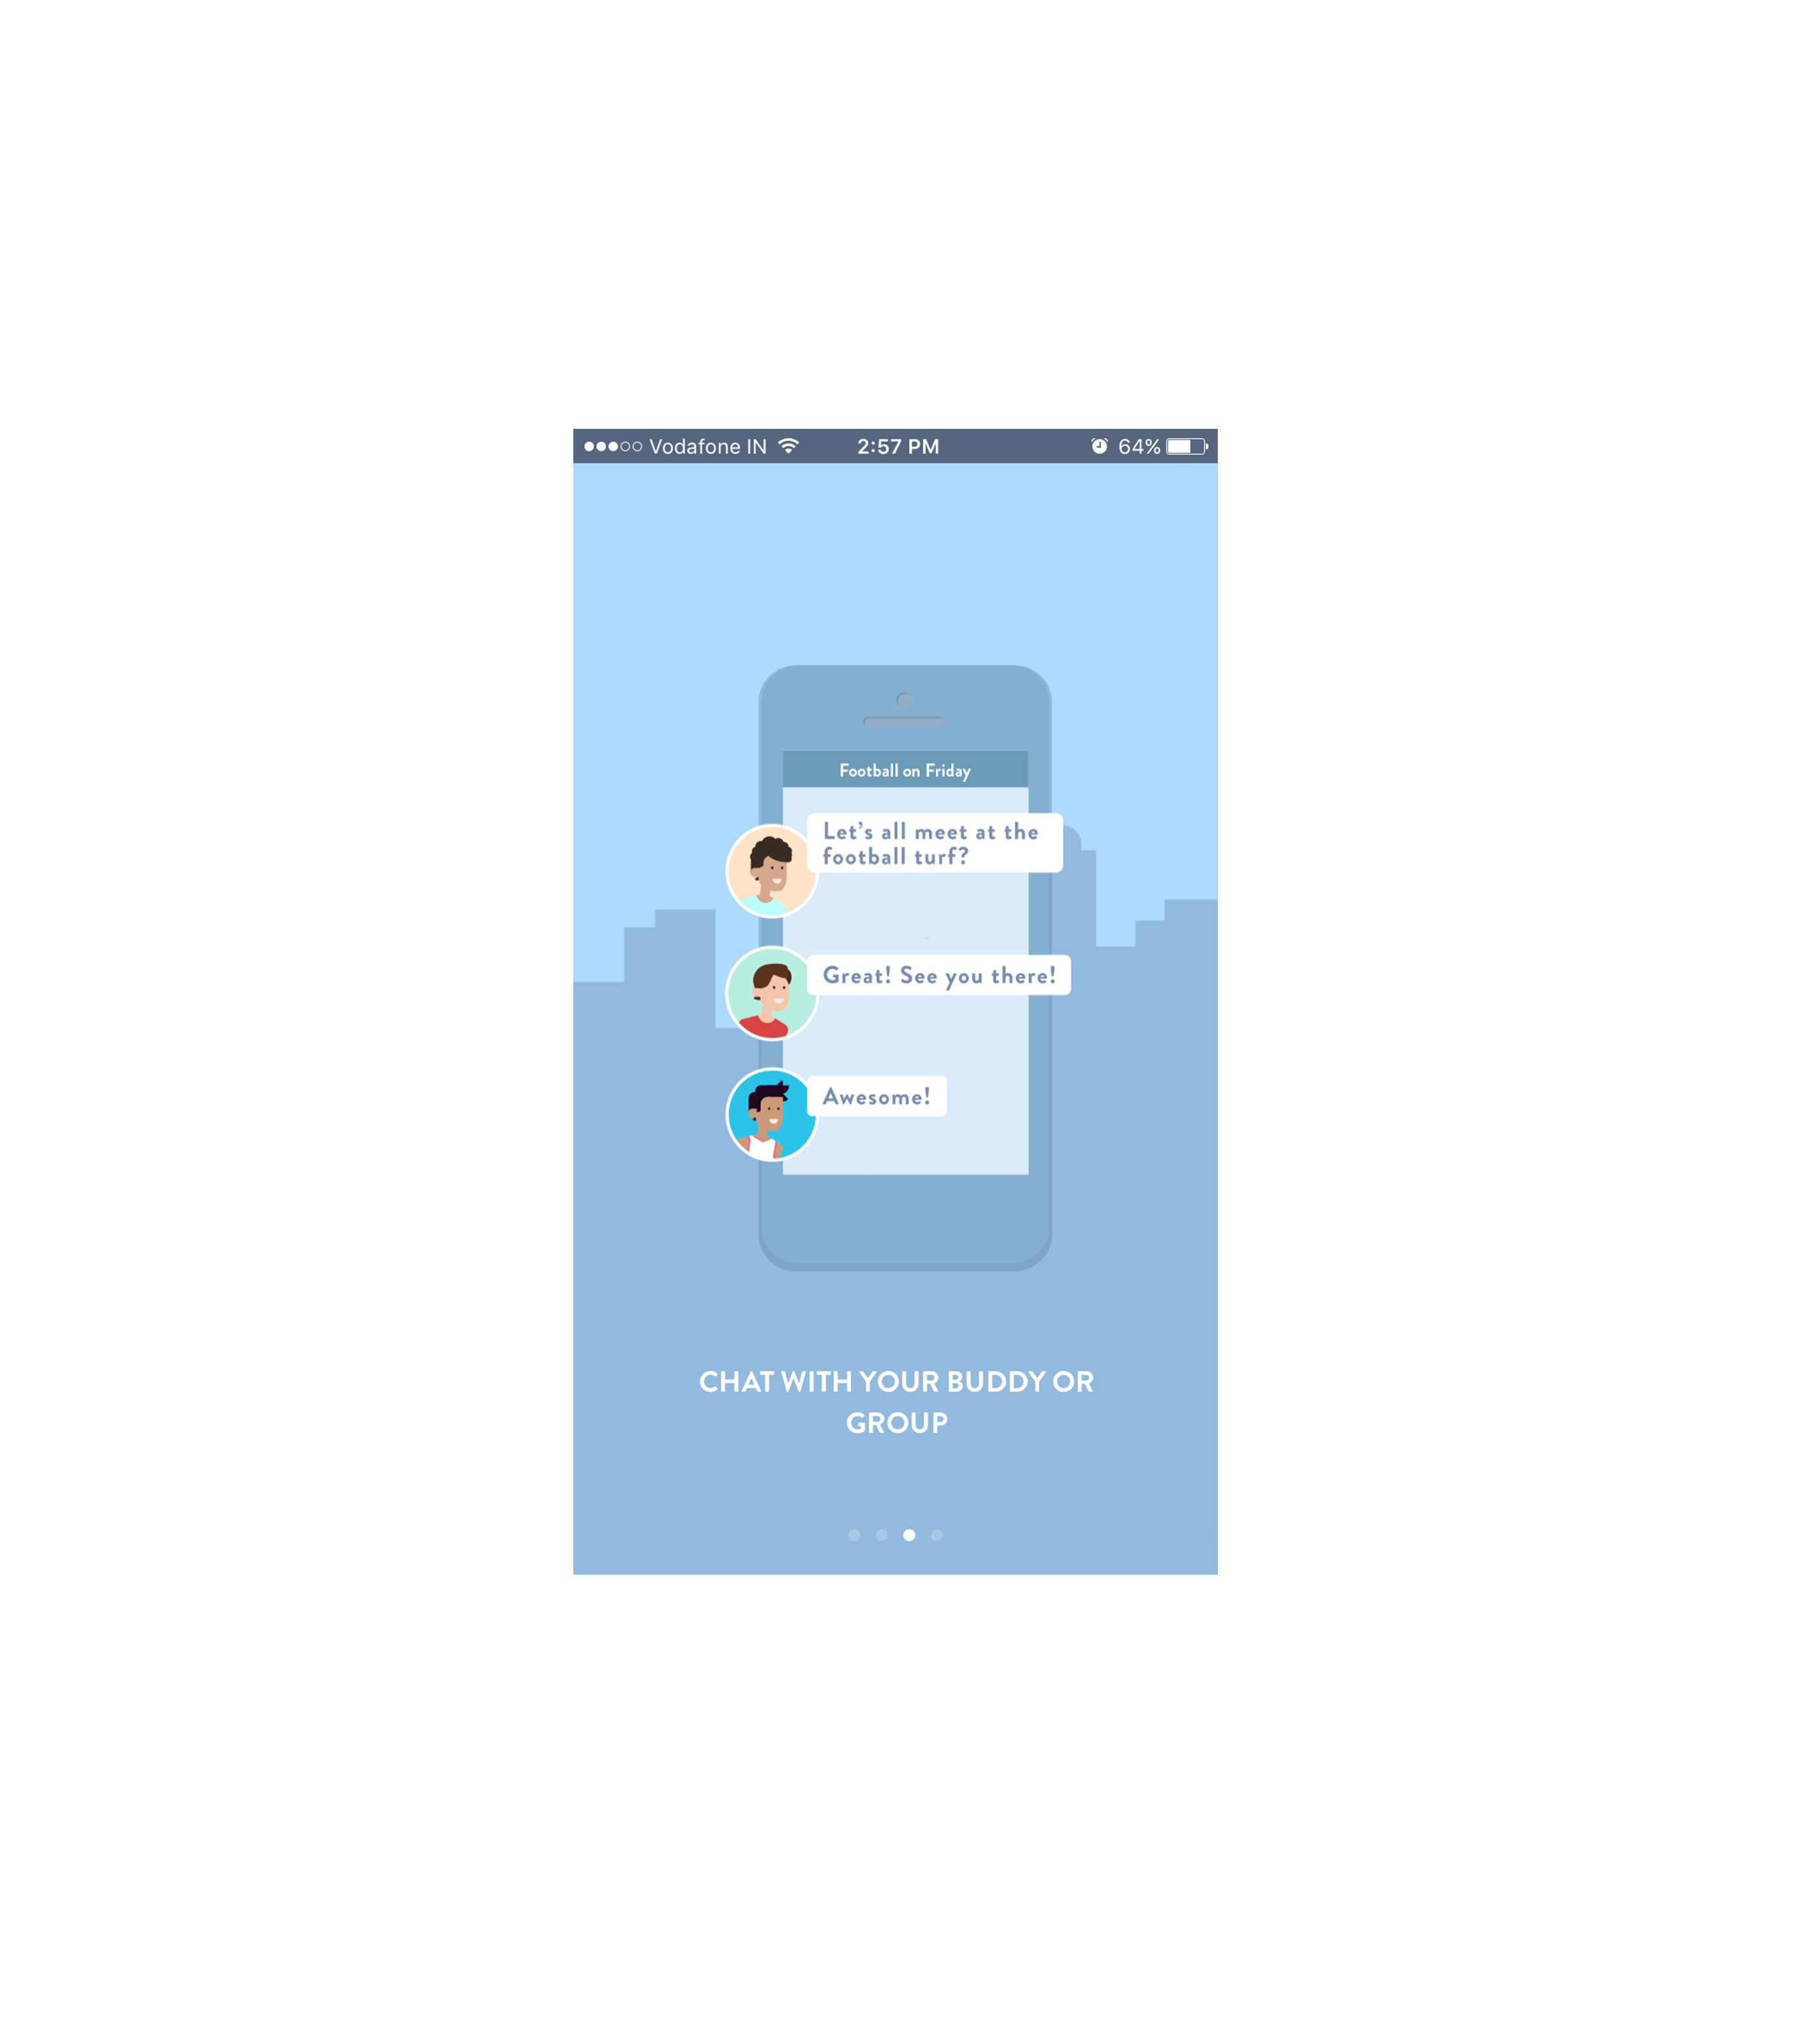 Vodafone IN 2:57 PM 64%
Football on Friday
Let’s all meet at the
football turf?
Great! See you there!
Awesome!
CHAT WITH YOUR BUDDY OR
GROUP